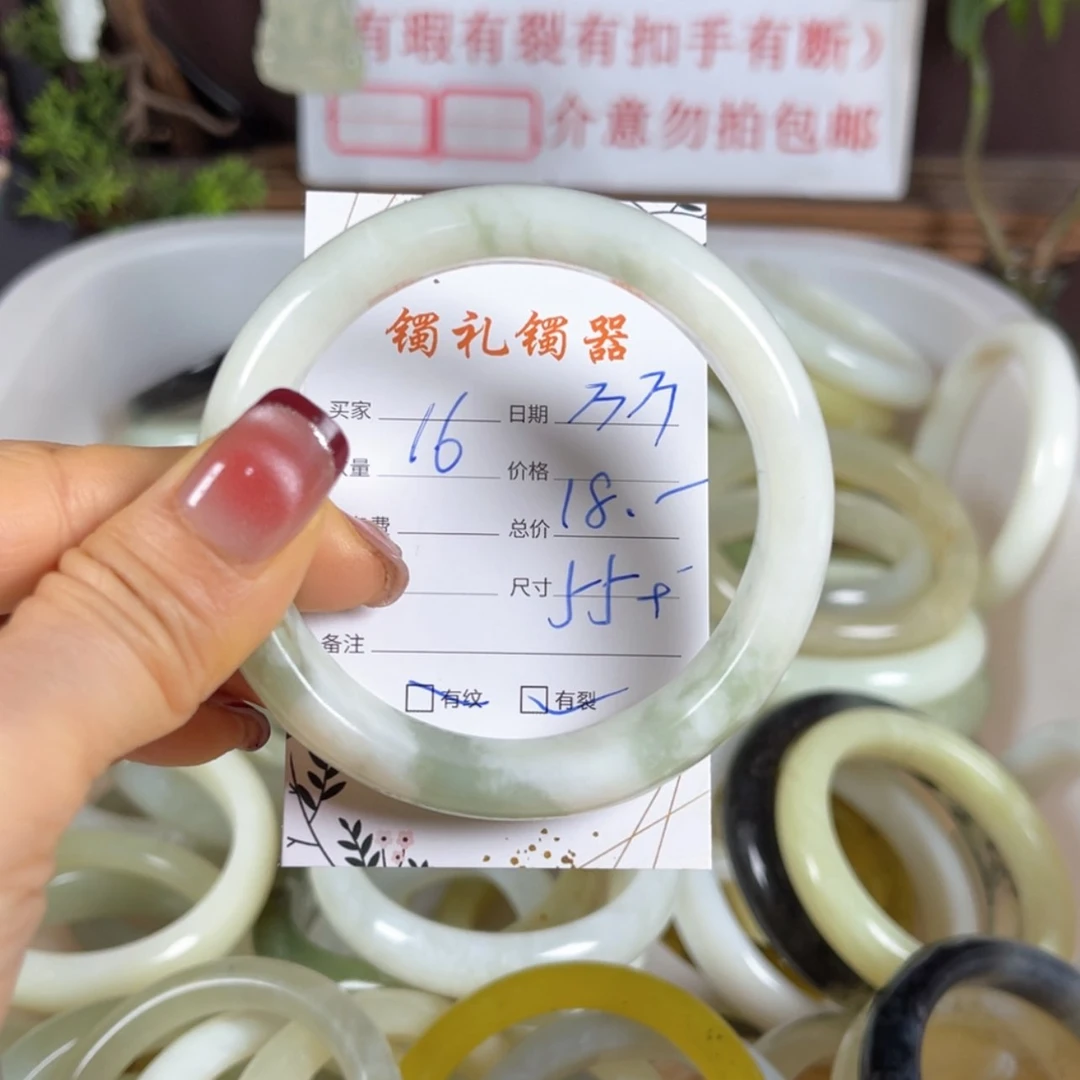 有瑕有裂有扣手有断）
介意勿拍包邮
镯礼镯器
买家 16 日期
量 价格
费 总价 18.-
尺寸 55+
备注
有纹 有裂